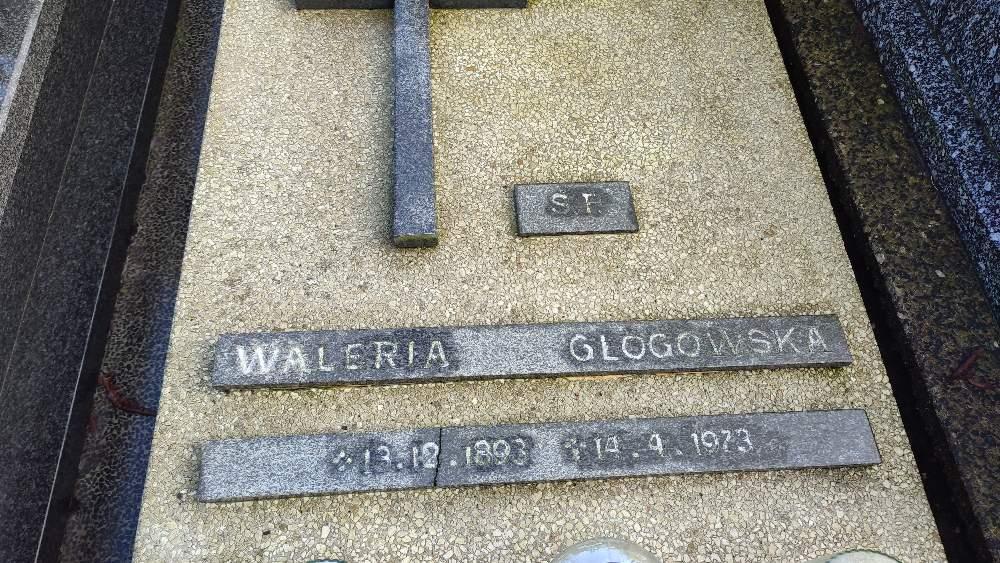 S.P.
WALERIA GŁOGOWSKA
* 13.12.1893 + 14.4.1973